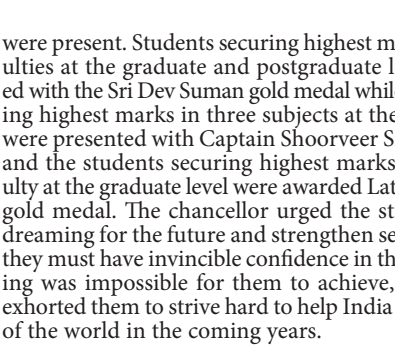 were present. Students securing highest m
ulties at the graduate and postgraduate l
ed with the Sri Dev Suman gold medal whil
ing highest marks in three subjects at the
were presented with Captain Shoorveer S
and the students securing highest marks
ulty at the graduate level were awarded Lat
gold medal. The chancellor urged the st
dreaming for the future and strengthen se
they must have invincible confidence in th
ing was impossible for them to achieve,
exhorted them to strive hard to help India
of the world in the coming years.